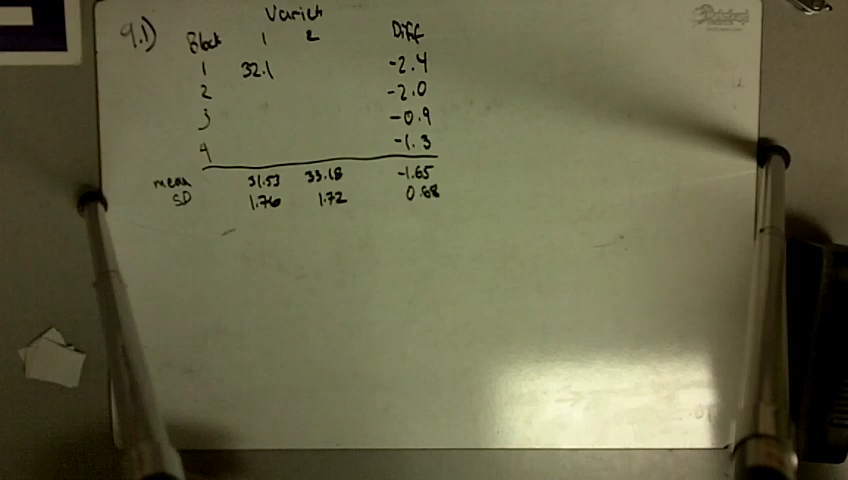 9.1) Variety
Block 1 2 Diff
1 32.1 -2.4
2 -2.0
3 -0.9
4 -1.3
mean 31.53 33.18 -1.65
SD 1.76 1.72 0.68